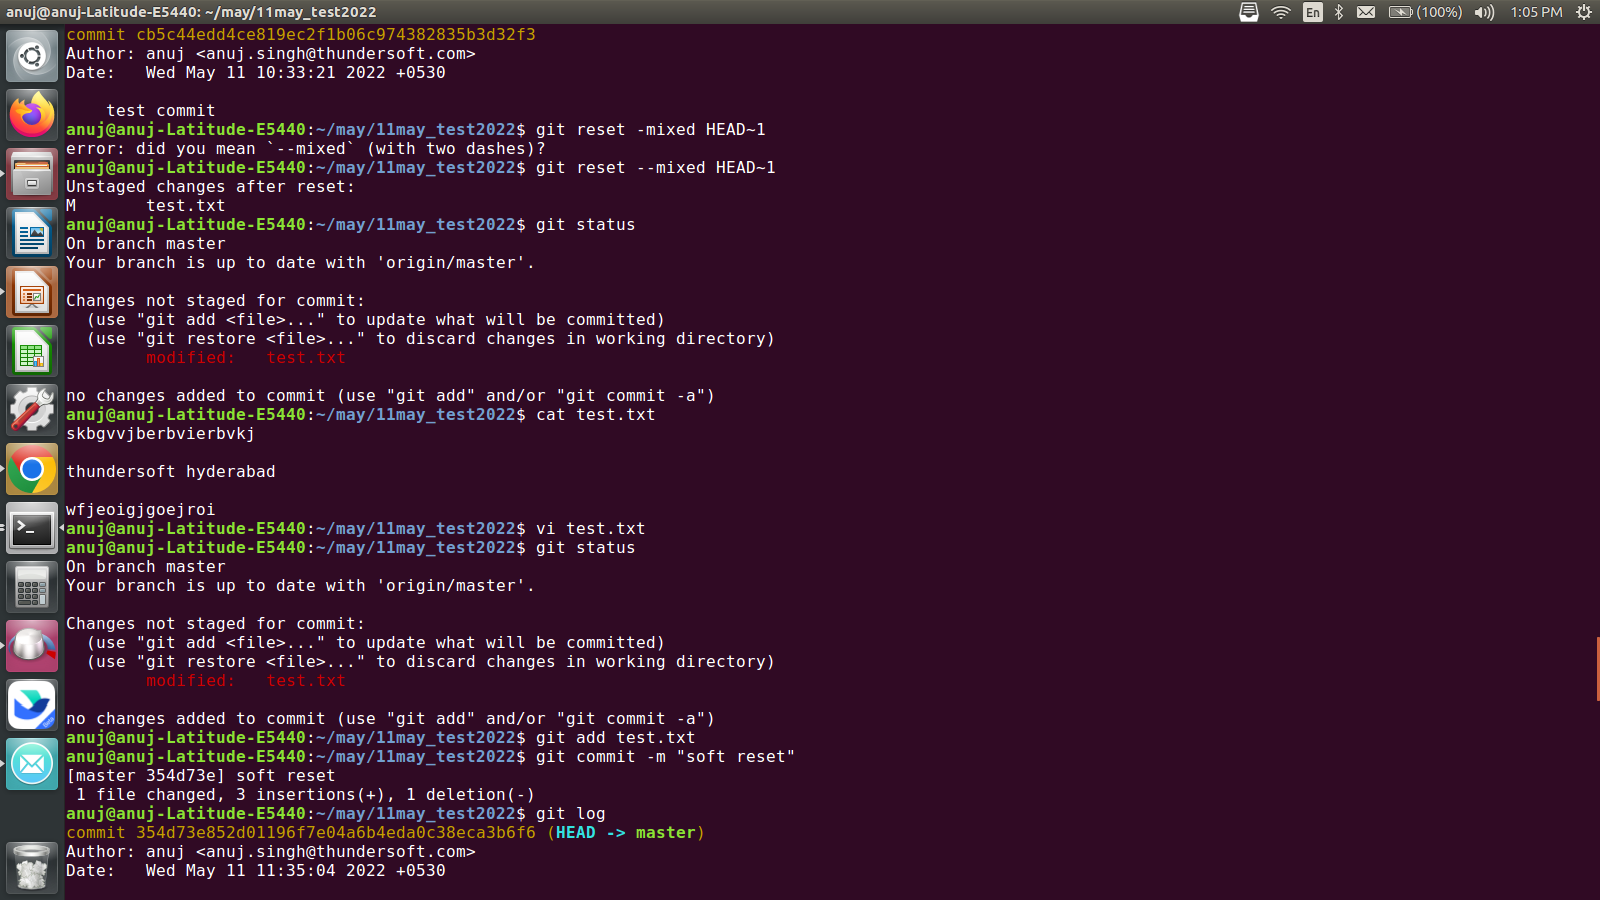 anuj@anuj-Latitude-E5440: ~/may/11may_test2022
En (100%) 1:05 PM
commit cb5c44edd4ce819ec2f1b06c974382835b3d32f3
Author: anuj <anuj.singh@thundersoft.com>
Date:   Wed May 11 10:33:21 2022 +0530
    test commit
anuj@anuj-Latitude-E5440:~/may/11may_test2022$ git reset -mixed HEAD~1
error: did you mean `--mixed` (with two dashes)?
anuj@anuj-Latitude-E5440:~/may/11may_test2022$ git reset --mixed HEAD~1
Unstaged changes after reset:
M       test.txt
anuj@anuj-Latitude-E5440:~/may/11may_test2022$ git status
On branch master
Your branch is up to date with 'origin/master'.
Changes not staged for commit:
  (use "git add <file>..." to update what will be committed)
  (use "git restore <file>..." to discard changes in working directory)
        modified:   test.txt
no changes added to commit (use "git add" and/or "git commit -a")
anuj@anuj-Latitude-E5440:~/may/11may_test2022$ cat test.txt
skbgvvjberbvierbvkj
thundersoft hyderabad
wfjeoigjgoejroi
anuj@anuj-Latitude-E5440:~/may/11may_test2022$ vi test.txt
anuj@anuj-Latitude-E5440:~/may/11may_test2022$ git status
On branch master
Your branch is up to date with 'origin/master'.
Changes not staged for commit:
  (use "git add <file>..." to update what will be committed)
  (use "git restore <file>..." to discard changes in working directory)
        modified:   test.txt
no changes added to commit (use "git add" and/or "git commit -a")
anuj@anuj-Latitude-E5440:~/may/11may_test2022$ git add test.txt
anuj@anuj-Latitude-E5440:~/may/11may_test2022$ git commit -m "soft reset"
[master 354d73e] soft reset
 1 file changed, 3 insertions(+), 1 deletion(-)
anuj@anuj-Latitude-E5440:~/may/11may_test2022$ git log
commit 354d73e852d01196f7e04a6b4eda0c38eca3b6f6 (HEAD -> master)
Author: anuj <anuj.singh@thundersoft.com>
Date:   Wed May 11 11:35:04 2022 +0530